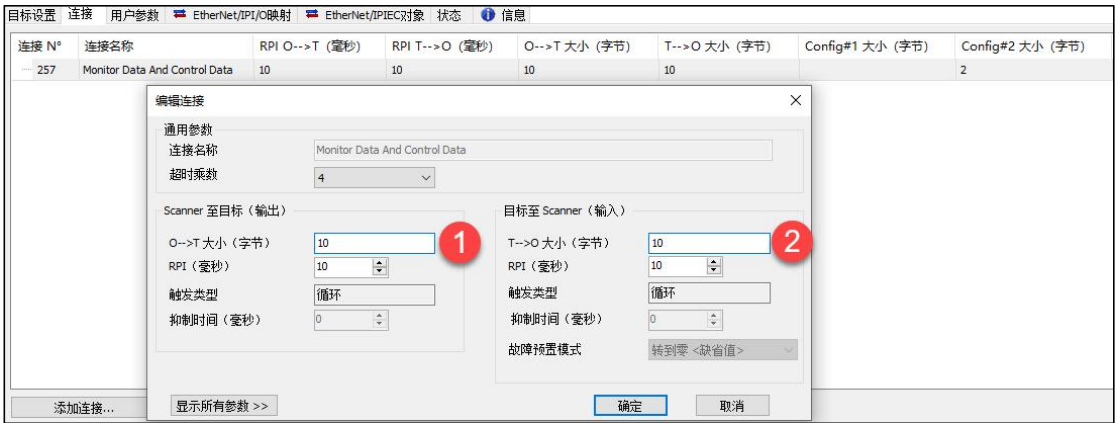 目标设置 连接 用户参数 EtherNet/IPI/O映射 EtherNet/IPIEC对象 状态 信息
连接 N° 连接名称 RPI O-->T (毫秒) RPI T-->O (毫秒) O-->T 大小 (字节) T-->O 大小 (字节) Config#1 大小 (字节) Config#2 大小 (字节)
257 Monitor Data And Control Data 10 10 10 10 2
编辑连接
通用参数
连接名称 Monitor Data And Control Data
超时乘数 4
Scanner 至目标（输出） 目标至 Scanner（输入）
O-->T 大小（字节） 10 1 T-->O 大小（字节） 10 2
RPI（毫秒） 10 RPI（毫秒） 10
触发类型 循环 触发类型 循环
抑制时间（毫秒） 0 抑制时间（毫秒） 0
故障预置模式 转到零 <缺省值>
添加连接... 显示所有参数 >> 确定 取消